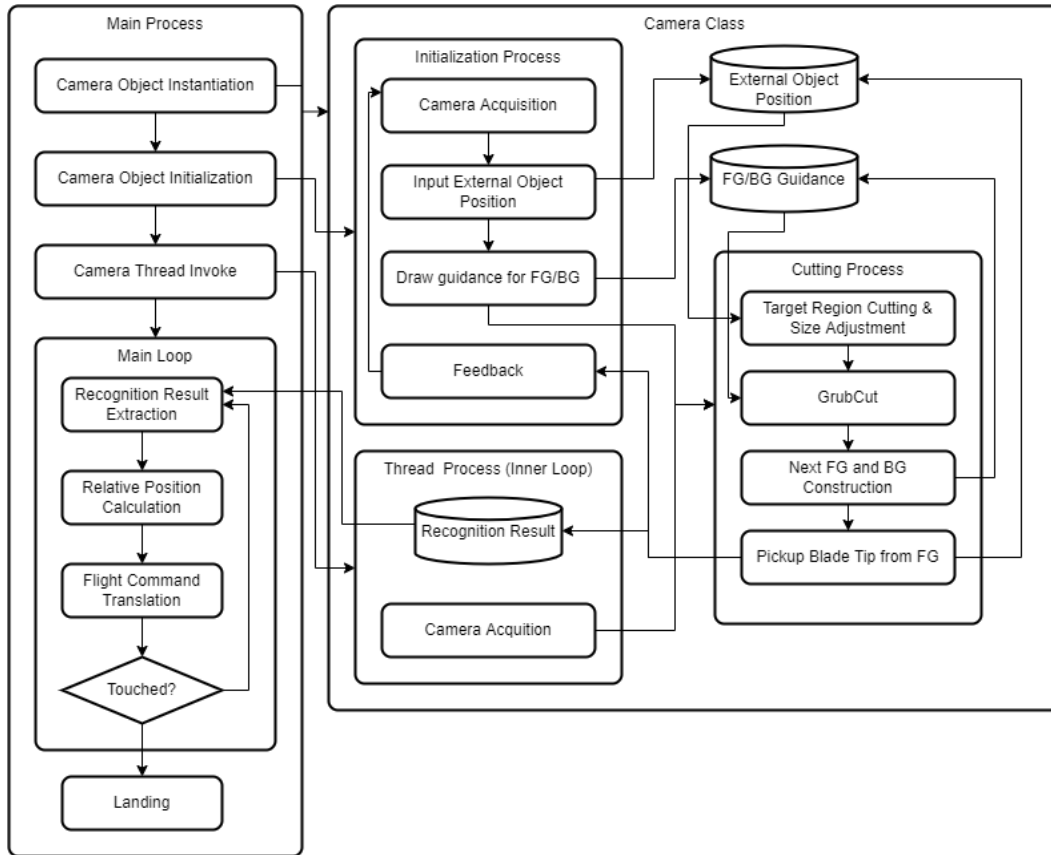 Main Process
Camera Object Instantiation
Camera Object Initialization
Camera Thread Invoke
Main Loop
Recognition Result
Extraction
Relative Position
Calculation
Flight Command
Translation
Touched?
Landing
Camera Class
Initialization Process
Camera Acquisition
Input External Object
Position
Draw guidance for FG/BG
Feedback
Thread Process (Inner Loop)
Recognition Result
Camera Acquition
External Object
Position
FG/BG Guidance
Cutting Process
Target Region Cutting &
Size Adjustment
GrubCut
Next FG and BG
Construction
Pickup Blade Tip from FG